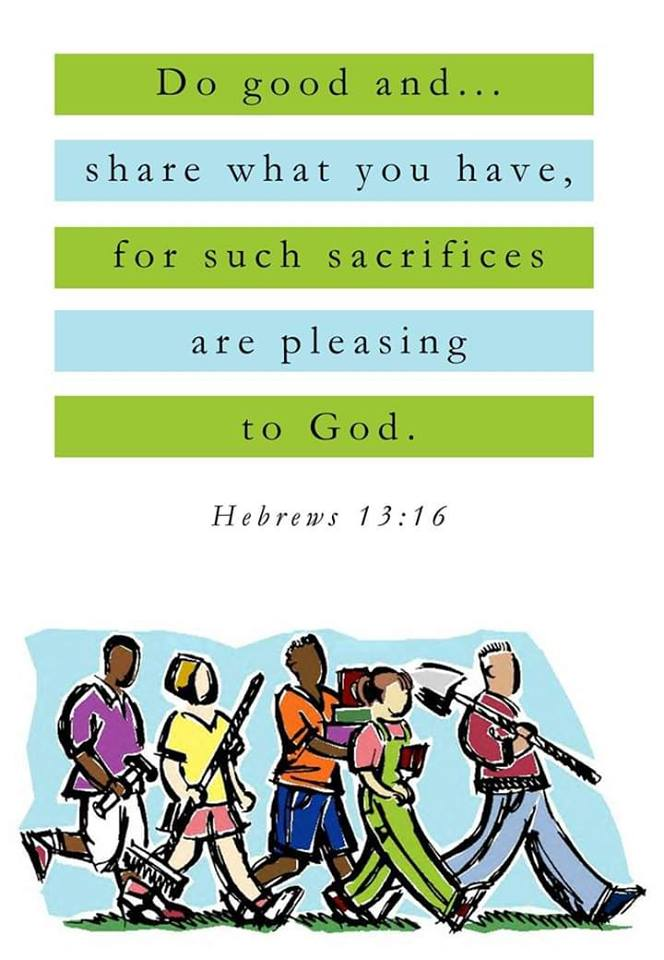 Do good and...
share what you have,
for such sacrifices
are pleasing
to God.
Hebrews 13:16